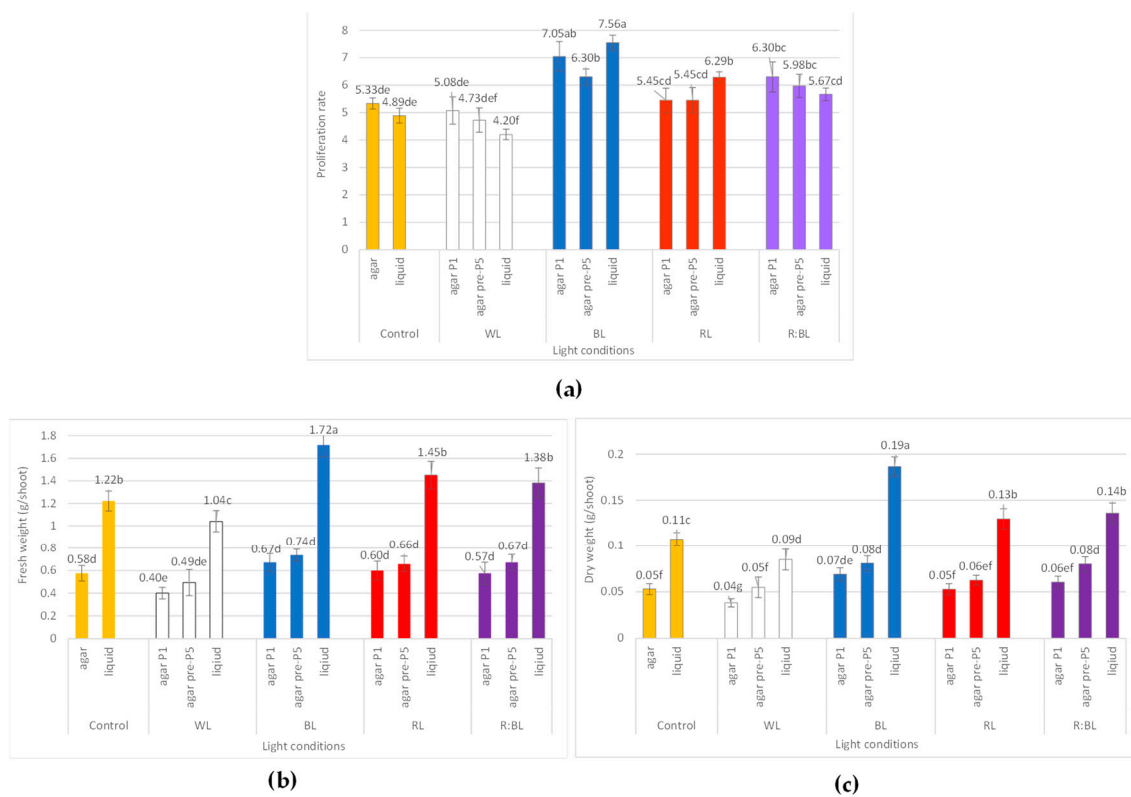 8
7
6
5
4
3
2
1
0
Proliferation rate
5.33de
4.89de
5.08de
4.73def
4.20f
7.05ab
6.30b
7.56a
5.45cd
5.45cd
6.29b
6.30bc
5.98bc
5.67cd
agar
liquid
agar P1
agar pre-P5
liquid
agar P1
agar pre-P5
liquid
agar P1
agar pre-P5
liquid
agar P1
agar pre-P5
liquid
Control WL BL RL R:BL
Light conditions
(a)
1.8
1.6
1.4
1.2
1
0.8
0.6
0.4
0.2
0
Fresh weight (g/shoot)
0.58d
1.22b
0.40e
0.49de
1.04c
0.67d
0.74d
1.72a
0.60d
0.66d
1.45b
0.57d
0.67d
1.38b
agar
liquid
agar P1
agar pre-P5
liquid
agar P1
agar pre-P5
liqiud
agar P1
agar pre-P5
liqiud
agar P1
agar pre-P5
liqiud
Control WL BL RL R:BL
Light conditions
(b)
0.2
0.15
0.1
0.05
0
Dry weight (g/shoot)
0.05f
0.11c
0.04g
0.05f
0.09d
0.07de
0.08d
0.19a
0.05f
0.06ef
0.13b
0.06ef
0.08d
0.14b
agar
liquid
agar P1
agar pre-P5
liquid
agar P1
agar pre-P5
liquid
agar P1
agar pre-P5
liquid
agar P1
agar pre-P5
liquid
Control WL BL RL R:BL
Light conditions
(c)